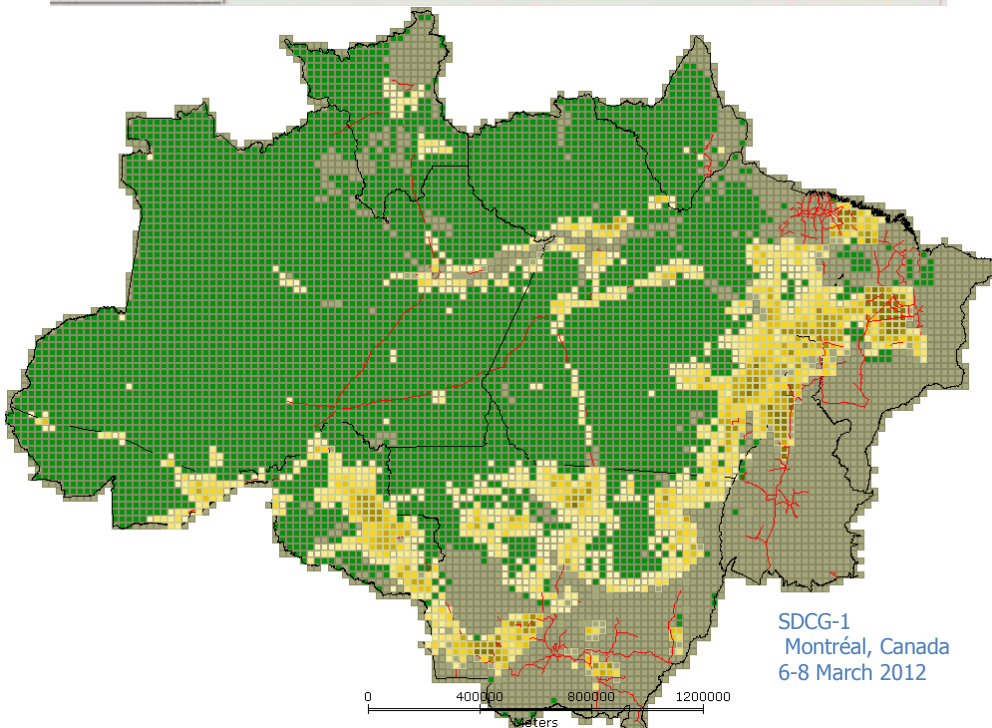 SDCG-1
Montréal, Canada
6-8 March 2012
0 400000 800000 1200000
Meters